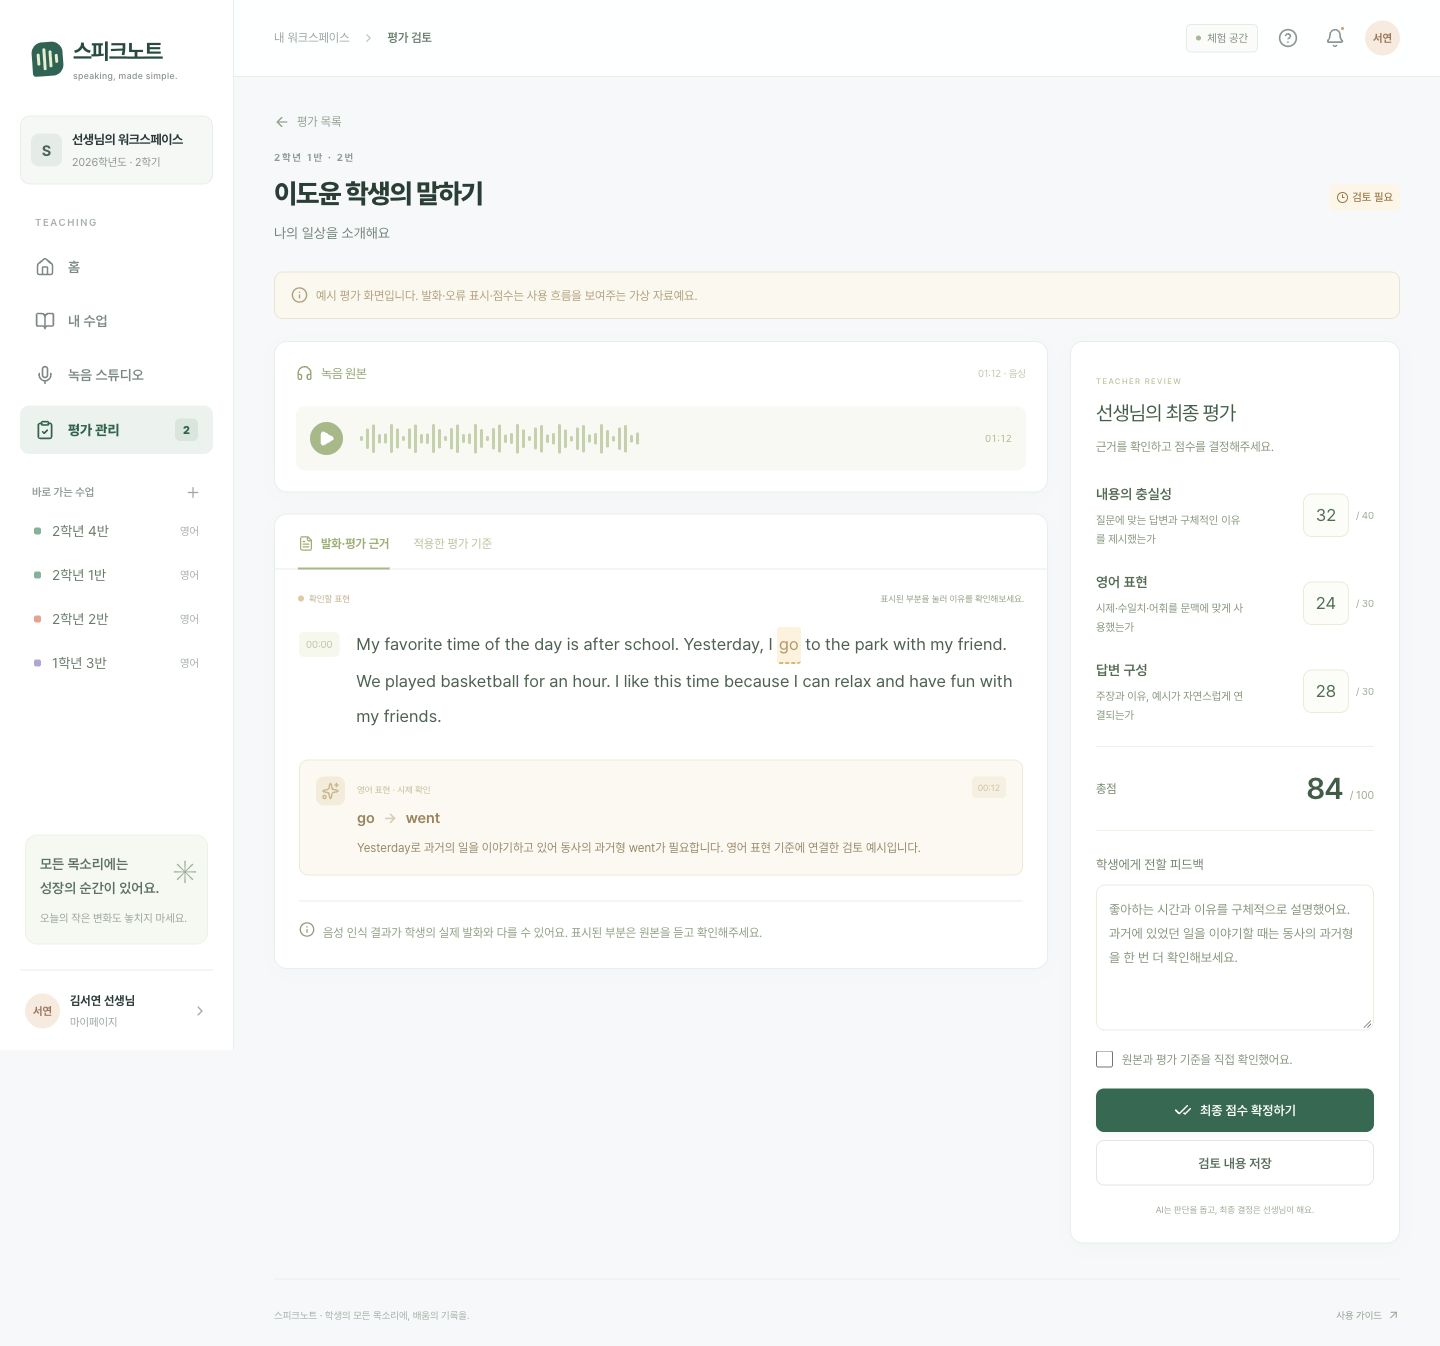 스피크노트
speaking, made simple.
S
선생님의 워크스페이스
2026학년도 · 2학기
TEACHING
홈
내 수업
녹음 스튜디오
평가 관리
2
바로 가는 수업
2학년 4반
영어
2학년 1반
영어
2학년 2반
영어
1학년 3반
영어
모든 목소리에는
성장의 순간이 있어요.
오늘의 작은 변화도 놓치지 마세요.
서연
김서연 선생님
마이페이지
내 워크스페이스
평가 검토
체험 공간
서연
평가 목록
2학년 1반 · 2번
이도윤 학생의 말하기
나의 일상을 소개해요
검토 필요
예시 평가 화면입니다. 발화·오류 표시·점수는 사용 흐름을 보여주는 가상 자료예요.
녹음 원본
01:12 · 음성
01:12
발화·평가 근거
적용한 평가 기준
확인할 표현
표시된 부분을 눌러 이유를 확인해보세요.
00:00
My favorite time of the day is after school. Yesterday, I go to the park with my friend.
We played basketball for an hour. I like this time because I can relax and have fun with
my friends.
영어 표현 · 시제 확인
00:12
go → went
Yesterday로 과거의 일을 이야기하고 있어 동사의 과거형 went가 필요합니다. 영어 표현 기준에 연결한 검토 예시입니다.
음성 인식 결과가 학생의 실제 발화와 다를 수 있어요. 표시된 부분은 원본을 듣고 확인해주세요.
TEACHER REVIEW
선생님의 최종 평가
근거를 확인하고 점수를 결정해주세요.
내용의 충실성
질문에 맞는 답변과 구체적인 이유
를 제시했는가
32 / 40
영어 표현
시제·수일치·어휘를 문맥에 맞게 사
용했는가
24 / 30
답변 구성
주장과 이유, 예시가 자연스럽게 연
결되는가
28 / 30
총점
84 / 100
학생에게 전할 피드백
좋아하는 시간과 이유를 구체적으로 설명했어요.
과거에 있었던 일을 이야기할 때는 동사의 과거형
을 한 번 더 확인해보세요.
원본과 평가 기준을 직접 확인했어요.
최종 점수 확정하기
검토 내용 저장
AI는 판단을 돕고, 최종 결정은 선생님이 해요.
스피크노트 · 학생의 모든 목소리에, 배움의 기록을.
사용 가이드